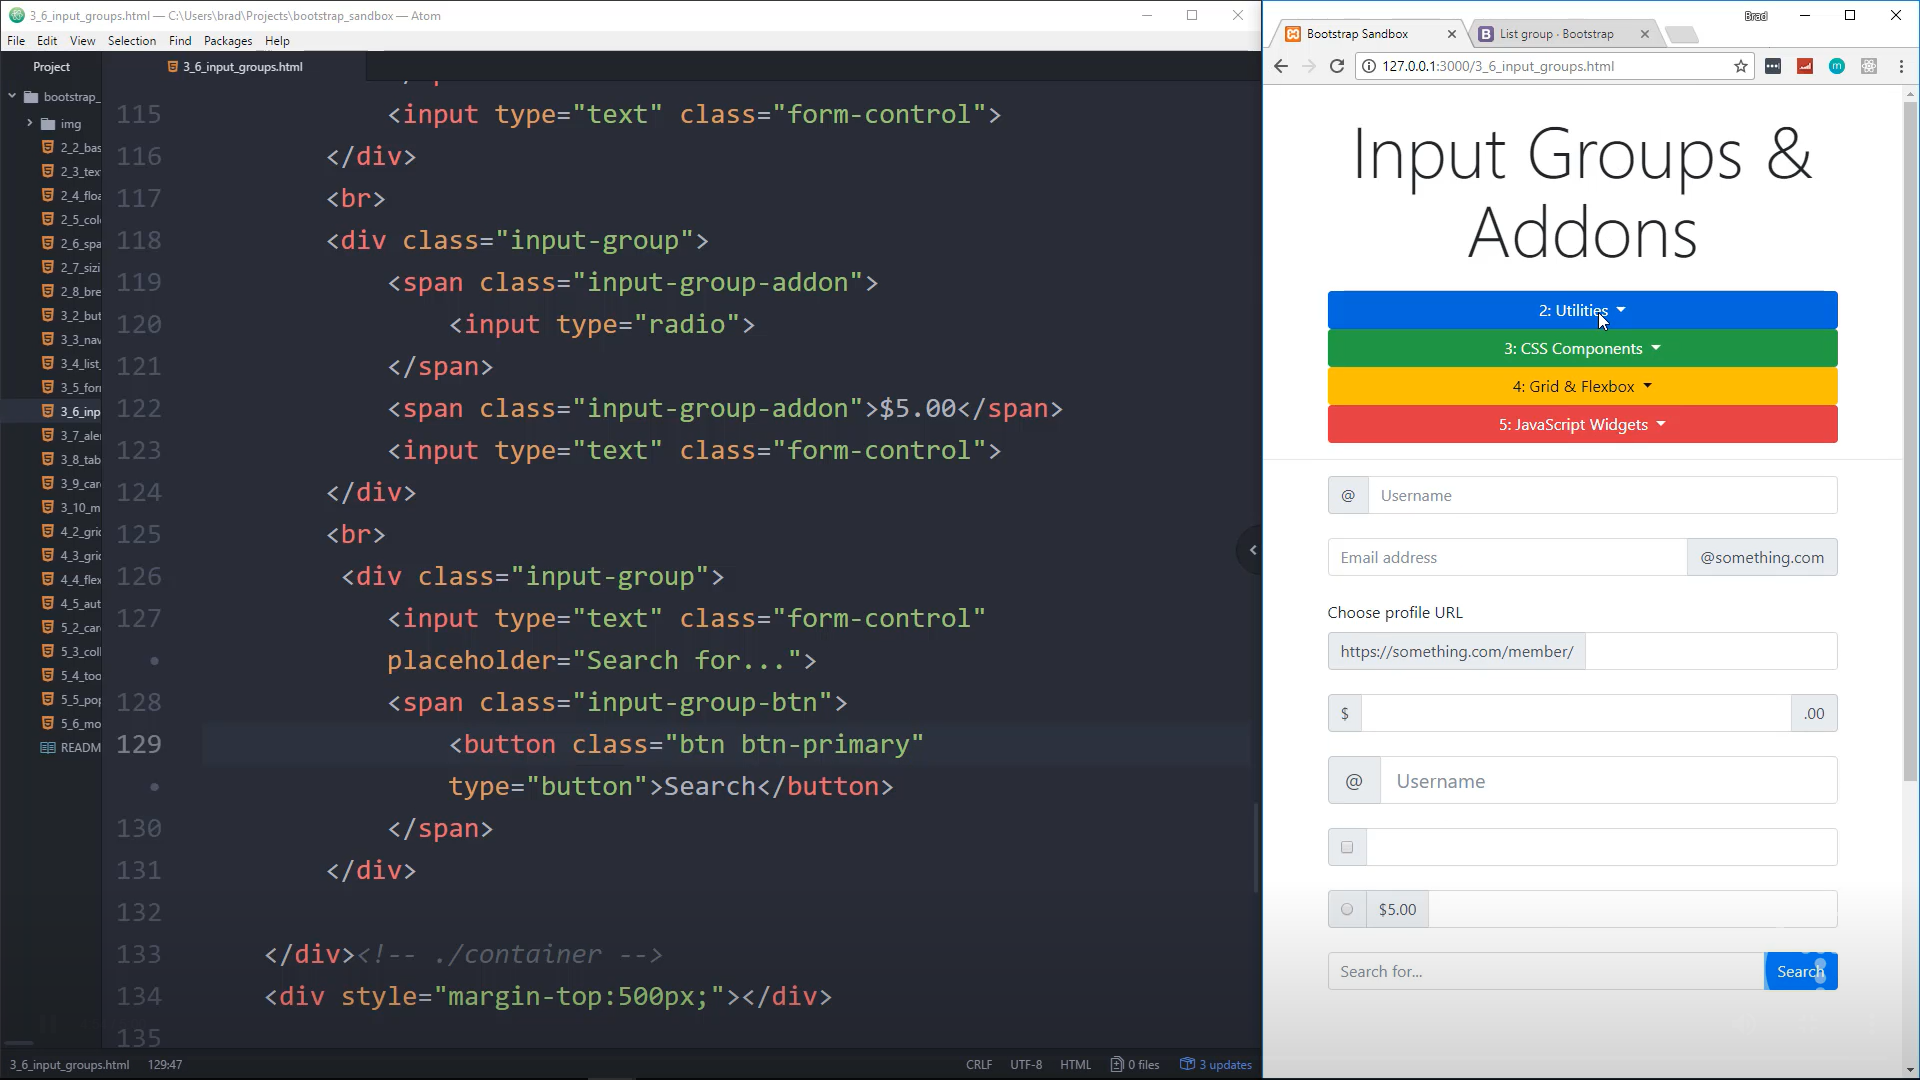 3_6_input_groups.html — C:\Users\brad\Projects\bootstrap_sandbox — Atom
File Edit View Selection Find Packages Help
Project
3_6_input_groups.html
bootstrap_
img
2_2_bas
2_3_tex
2_4_floa
2_5_col
2_6_spa
2_7_sizi
2_8_bre
3_2_but
3_3_nav
3_4_list_
3_5_for
3_6_inp
3_7_aler
3_8_tab
3_9_car
3_10_m
4_2_grid
4_3_grid
4_4_flex
4_5_aut
5_2_car
5_3_coll
5_4_too
5_5_pop
5_6_mo
README
115 <input type="text" class="form-control">
116 </div>
117 <br>
118 <div class="input-group">
119 <span class="input-group-addon">
120 <input type="radio">
121 </span>
122 <span class="input-group-addon">$5.00</span>
123 <input type="text" class="form-control">
124 </div>
125 <br>
126 <div class="input-group">
127 <input type="text" class="form-control"
placeholder="Search for...">
128 <span class="input-group-btn">
129 <button class="btn btn-primary"
type="button">Search</button>
130 </span>
131 </div>
132
133 </div><!-- ./container -->
134 <div style="margin-top:500px;"></div>
135
3_6_input_groups.html 129:47 CRLF UTF-8 HTML 0 files 3 updates
Brad
Bootstrap Sandbox List group · Bootstrap
127.0.0.1:3000/3_6_input_groups.html
Input Groups &
Addons
2: Utilities
3: CSS Components
4: Grid & Flexbox
5: JavaScript Widgets
@ Username
Email address @something.com
Choose profile URL
https://something.com/member/
$ .00
@ Username
$5.00
Search for... Search